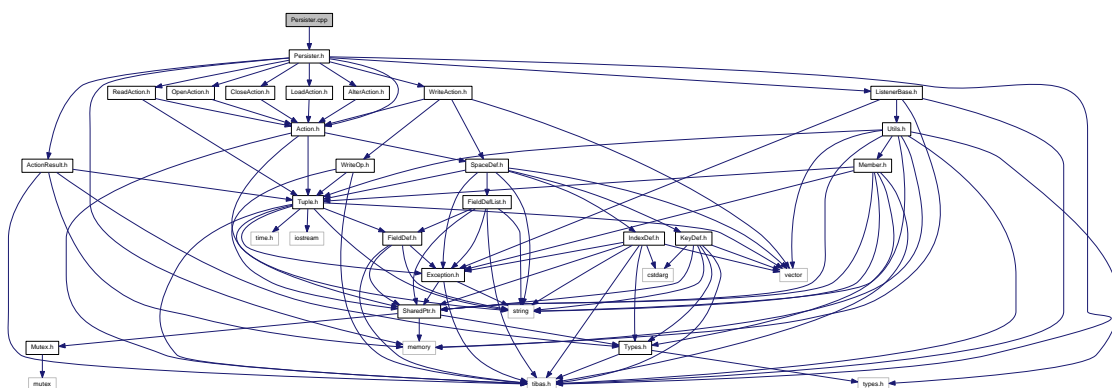 Persister.cpp
Persister.h
ReadAction.h
OpenAction.h
CloseAction.h
LoadAction.h
AlterAction.h
WriteAction.h
ListenerBase.h
Action.h
Utils.h
ActionResult.h
WriteOp.h
SpaceDef.h
Member.h
Tuple.h
FieldDefList.h
time.h
iostream
FieldDef.h
IndexDef.h
KeyDef.h
Exception.h
cstdarg
vector
SharedPtr.h
string
Mutex.h
memory
Types.h
mutex
tibas.h
types.h